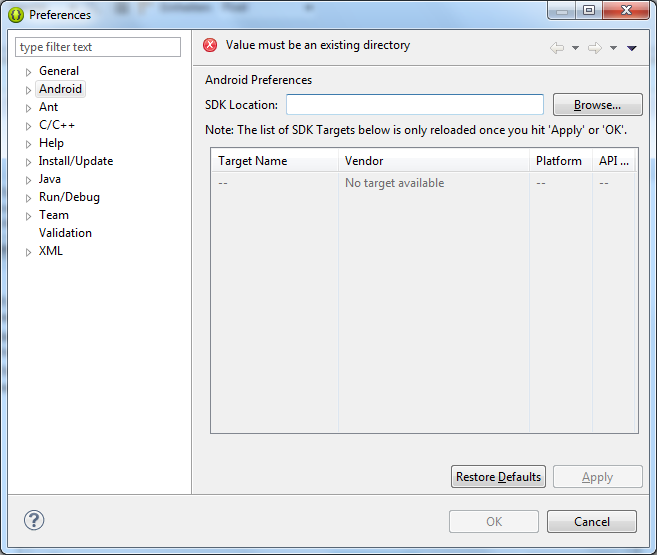 Preferences
type filter text
General
Android
Ant
C/C++
Help
Install/Update
Java
Run/Debug
Team
Validation
XML
Value must be an existing directory
Android Preferences
SDK Location:
Browse...
Note: The list of SDK Targets below is only reloaded once you hit 'Apply' or 'OK'.
Target Name Vendor Platform API ...
-- No target available -- --
Restore Defaults Apply
OK Cancel